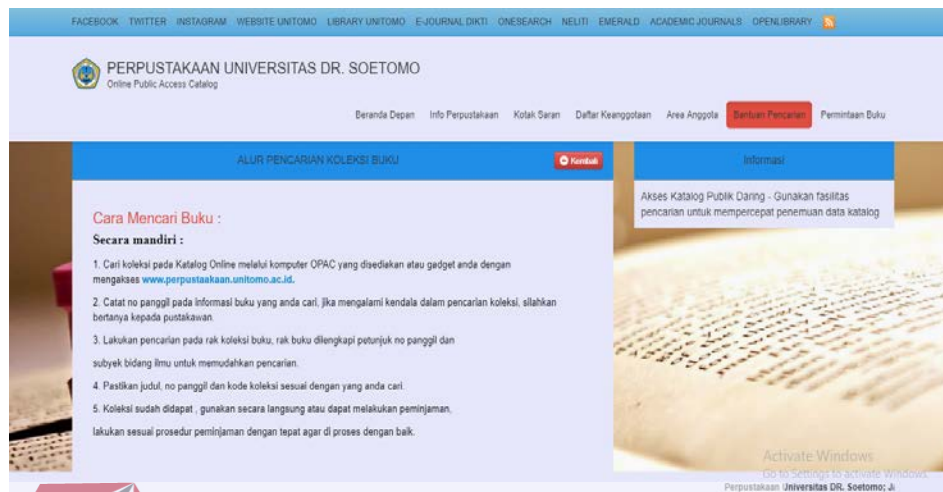 FACEBOOK TWITTER INSTAGRAM WEBSITE UNITOMO LIBRARY UNITOMO E-JOURNAL DIKTI ONESEARCH NELITI EMERALD ACADEMIC JOURNALS OPENLIBRARY
PERPUSTAKAAN UNIVERSITAS DR. SOETOMO
Online Public Access Catalog
Beranda Depan Info Perpustakaan Kotak Saran Daftar Keanggotaan Area Anggota Bantuan Pencarian Permintaan Buku
ALUR PENCARIAN KOLEKSI BUKU
Kembali
Cara Mencari Buku :
Secara mandiri :
1. Cari koleksi pada Katalog Online melalui komputer OPAC yang disediakan atau gadget anda dengan
mengakses www.perpustaakaan.unitomo.ac.id.
2. Catat no panggil pada informasi buku yang anda cari, jika mengalami kendala dalam pencarian koleksi, silahkan
bertanya kepada pustakawan.
3. Lakukan pencarian pada rak koleksi buku, rak buku dilengkapi petunjuk no panggil dan
subyek bidang ilmu untuk memudahkan pencarian.
4. Pastikan judul, no panggil dan kode koleksi sesuai dengan yang anda cari.
5. Koleksi sudah didapat , gunakan secara langsung atau dapat melakukan peminjaman,
lakukan sesuai prosedur peminjaman dengan tepat agar di proses dengan baik.
Informasi
Akses Katalog Publik Daring - Gunakan fasilitas
pencarian untuk mempercepat penemuan data katalog
Activate Windows
Go to Settings to activate Windows.
Perpustakaan Universitas DR. Soetomo;